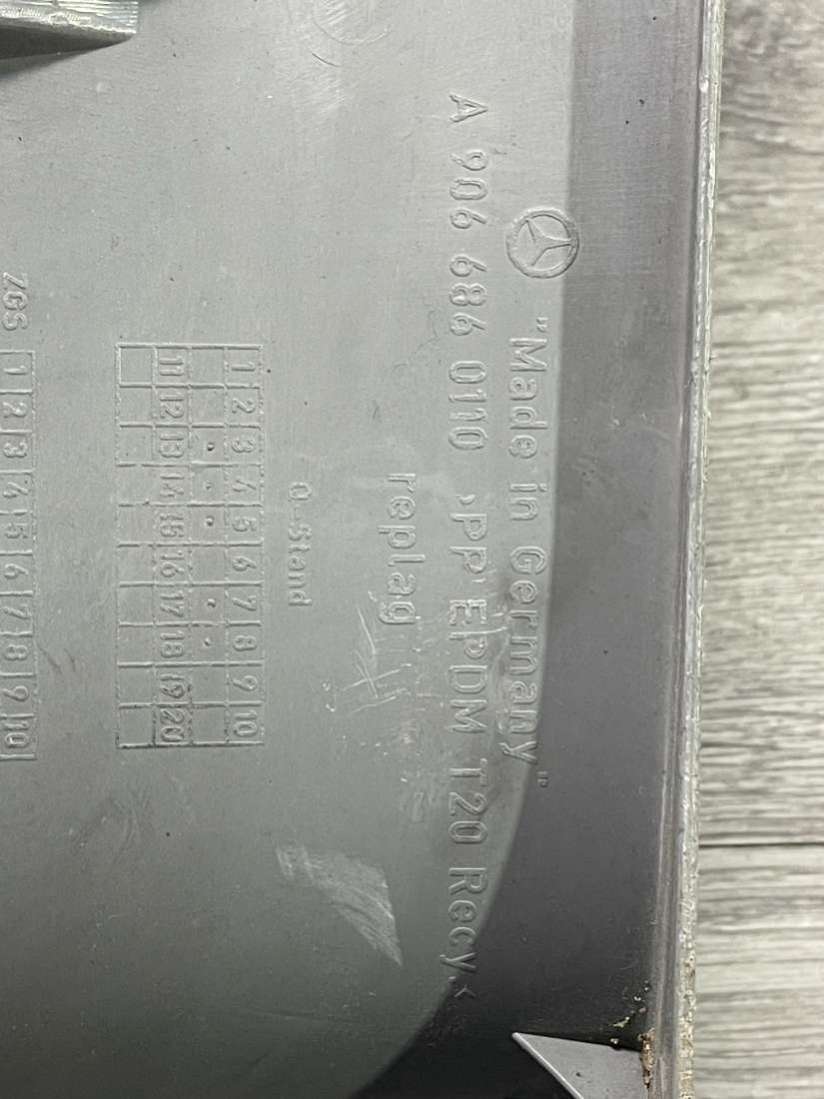 "Made in Germany"
A 906 686 0110 >PP EPDM T20 Recy<
replag
Q-Stand
1 2 3 4 5 6 7 8 9 10
11 12 13 14 15 16 17 18 19 20
ZGS
1 2 3 4 5 6 7 8 9 10